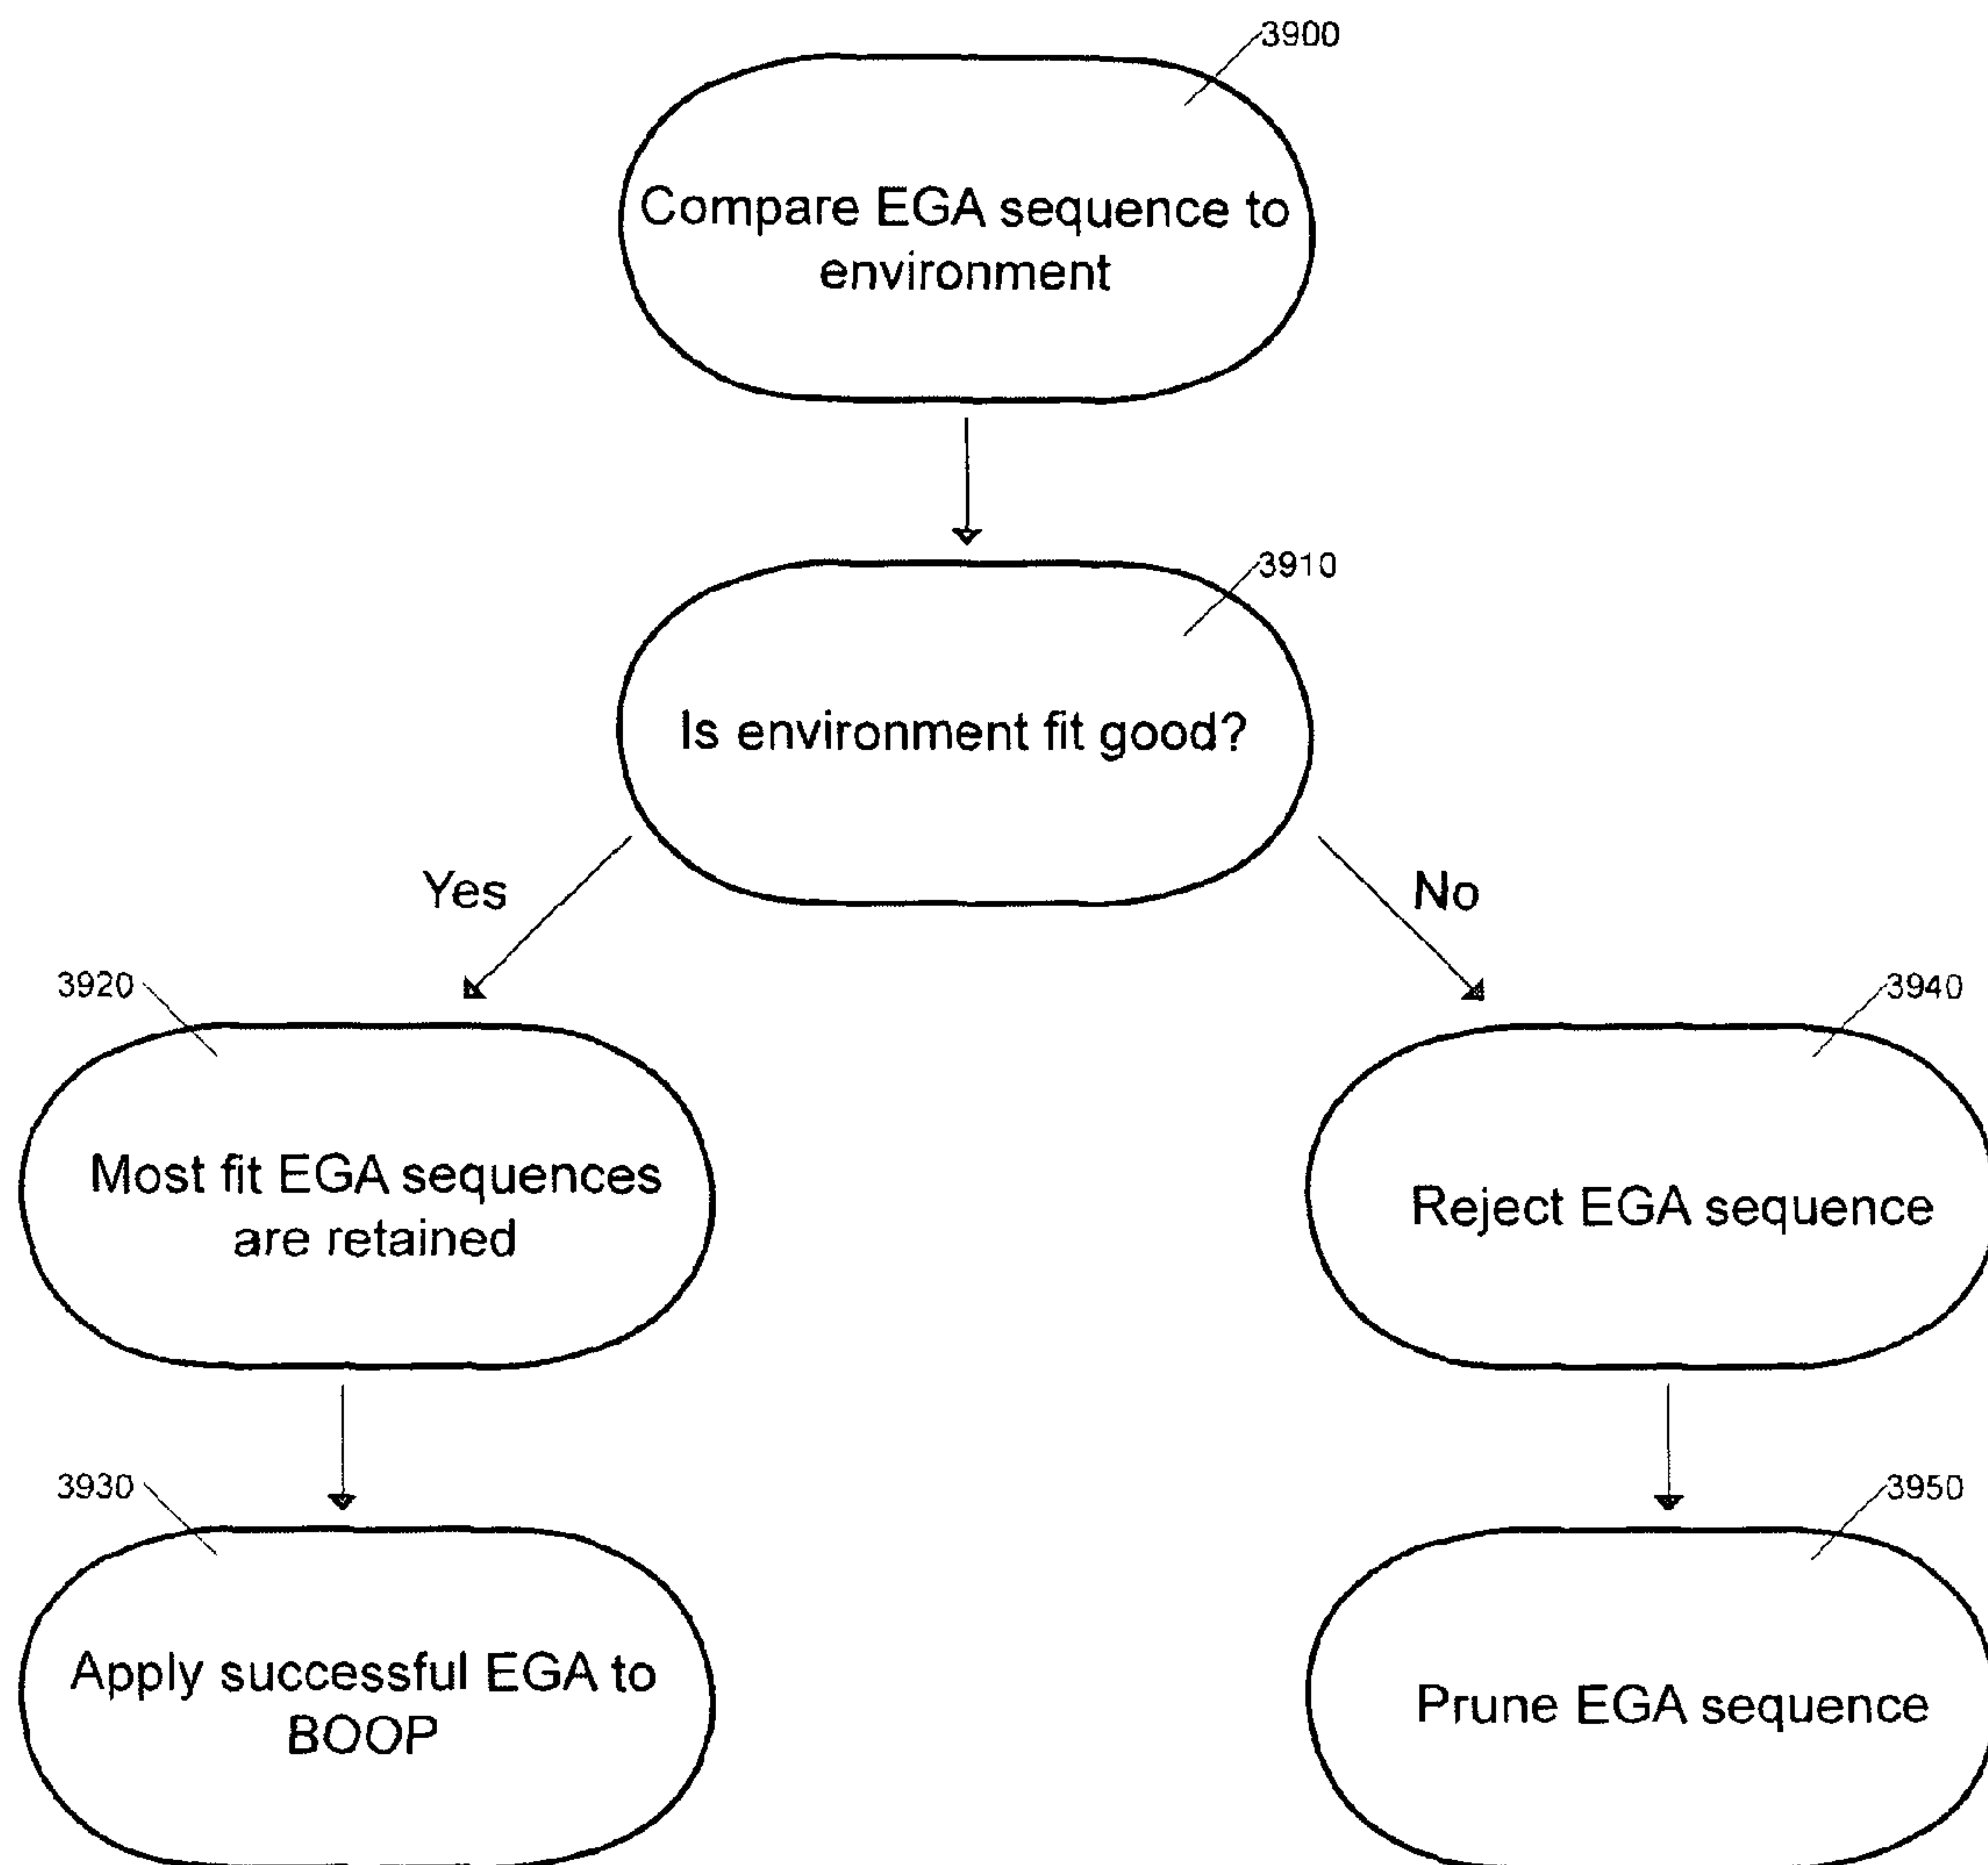 3900
Compare EGA sequence to
environment
3910
Is environment fit good?
Yes
No
3920
3940
Most fit EGA sequences
are retained
Reject EGA sequence
3930
3950
Apply successful EGA to
BOOP
Prune EGA sequence